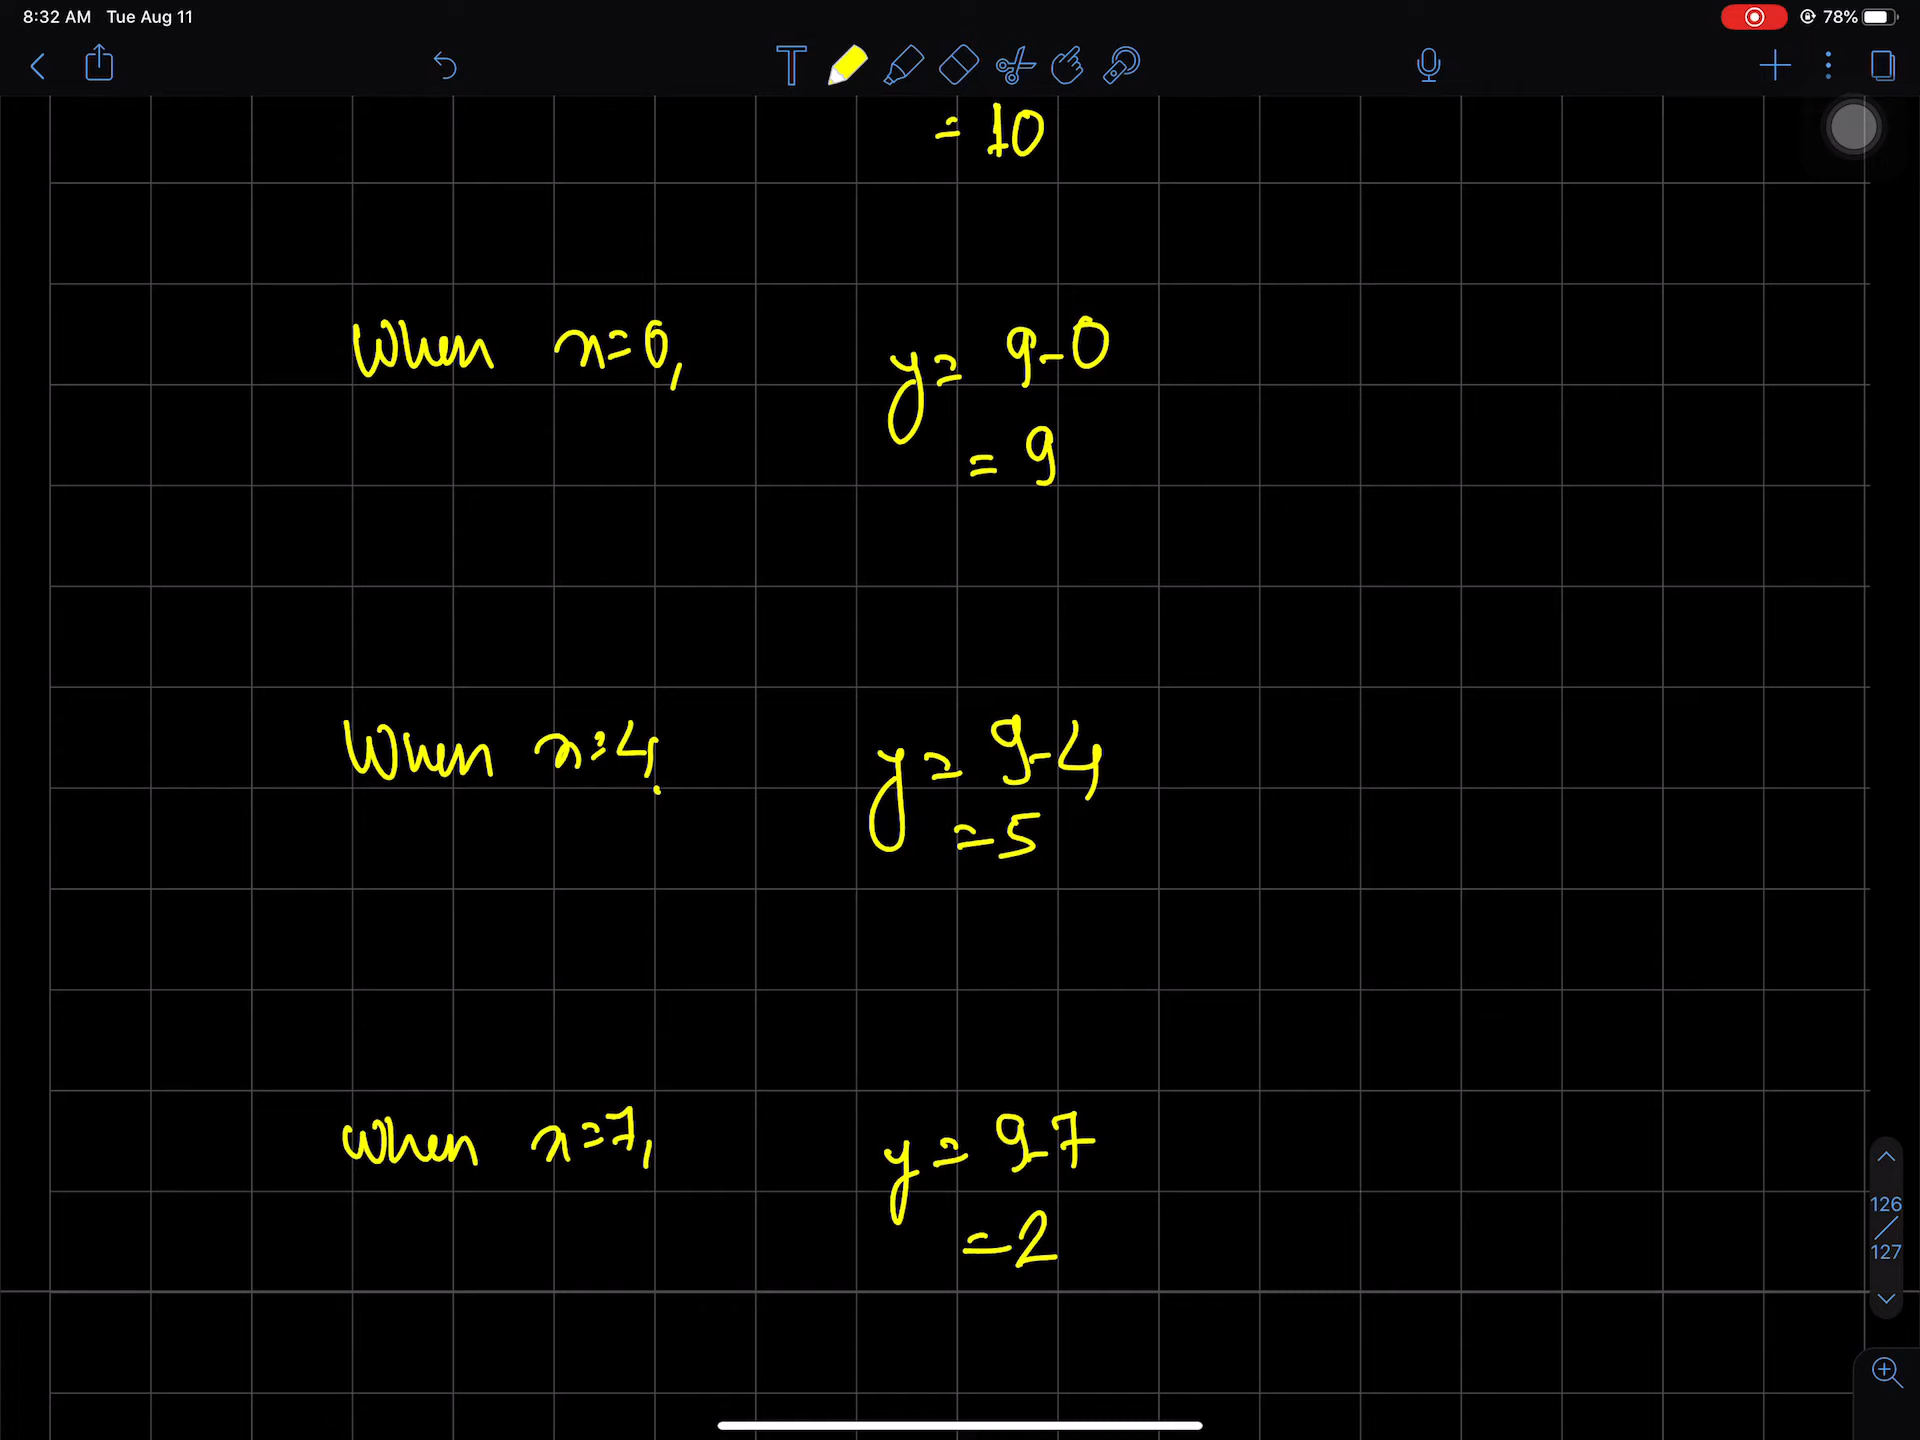 8:32 AM Tue Aug 11 78%
= 10
When x=0, y= 9-0
= 9
When x=4, y= 9-4
=5
When x=7, y= 9-7
=2
126
127